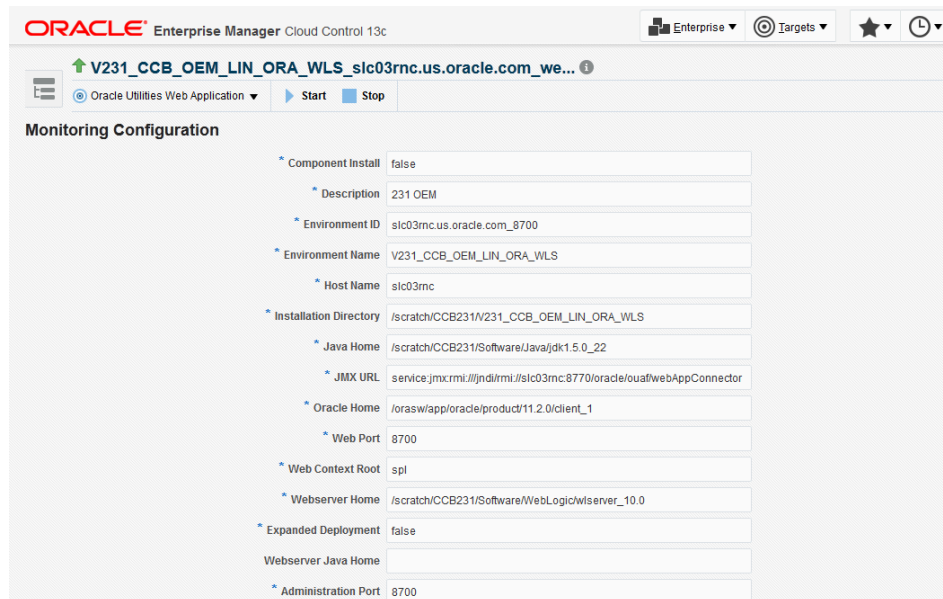 ORACLE® Enterprise Manager Cloud Control 13c
Enterprise
Targets
V231_CCB_OEM_LIN_ORA_WLS_slc03rnc.us.oracle.com_we...
Oracle Utilities Web Application
Start
Stop
Monitoring Configuration
* Component Install false
* Description 231 OEM
* Environment ID slc03rnc.us.oracle.com_8700
* Environment Name V231_CCB_OEM_LIN_ORA_WLS
* Host Name slc03rnc
* Installation Directory /scratch/CCB231/V231_CCB_OEM_LIN_ORA_WLS
* Java Home /scratch/CCB231/Software/Java/jdk1.5.0_22
* JMX URL service:jmx:rmi:///jndi/rmi://slc03rnc:8770/oracle/ouaf/webAppConnector
* Oracle Home /orasw/app/oracle/product/11.2.0/client_1
* Web Port 8700
* Web Context Root spl
* Webserver Home /scratch/CCB231/Software/WebLogic/wlserver_10.0
* Expanded Deployment false
Webserver Java Home
* Administration Port 8700